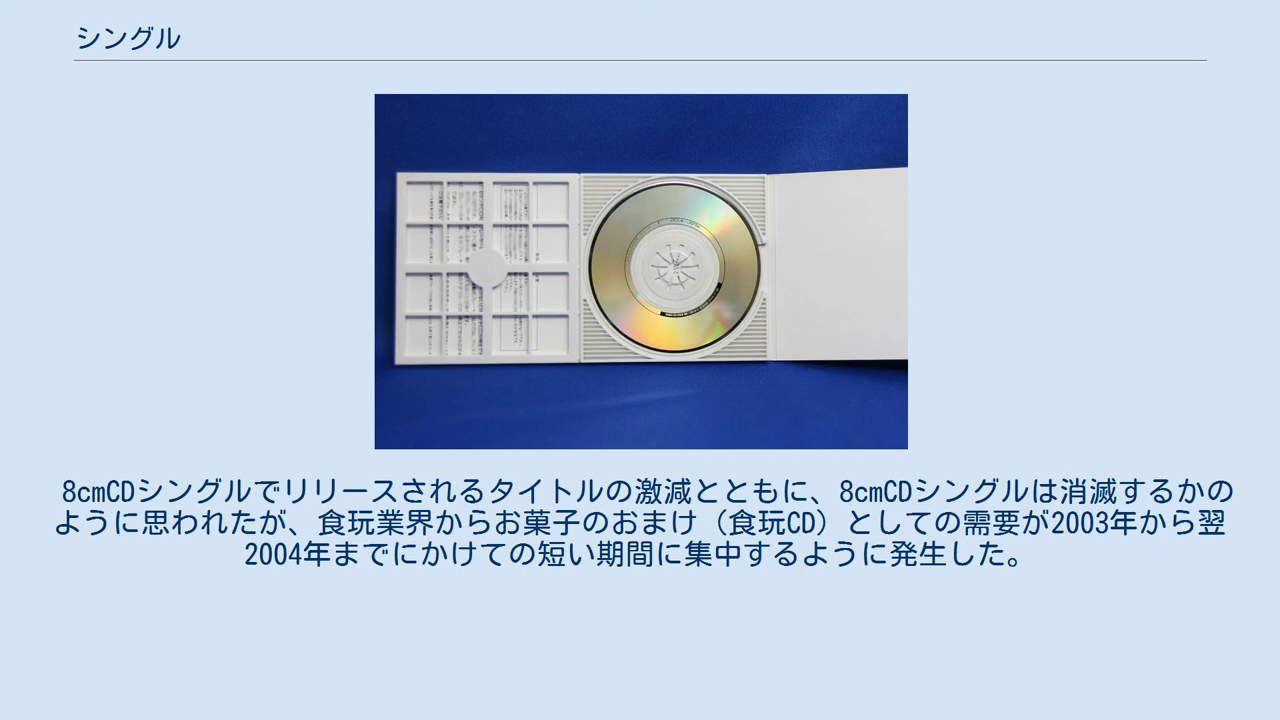 シングル
8cmCDシングルでリリースされるタイトルの激減とともに、8cmCDシングルは消滅するかの
ように思われたが、食玩業界からお菓子のおまけ（食玩CD）としての需要が2003年から翌
2004年までにかけての短い期間に集中するように発生した。